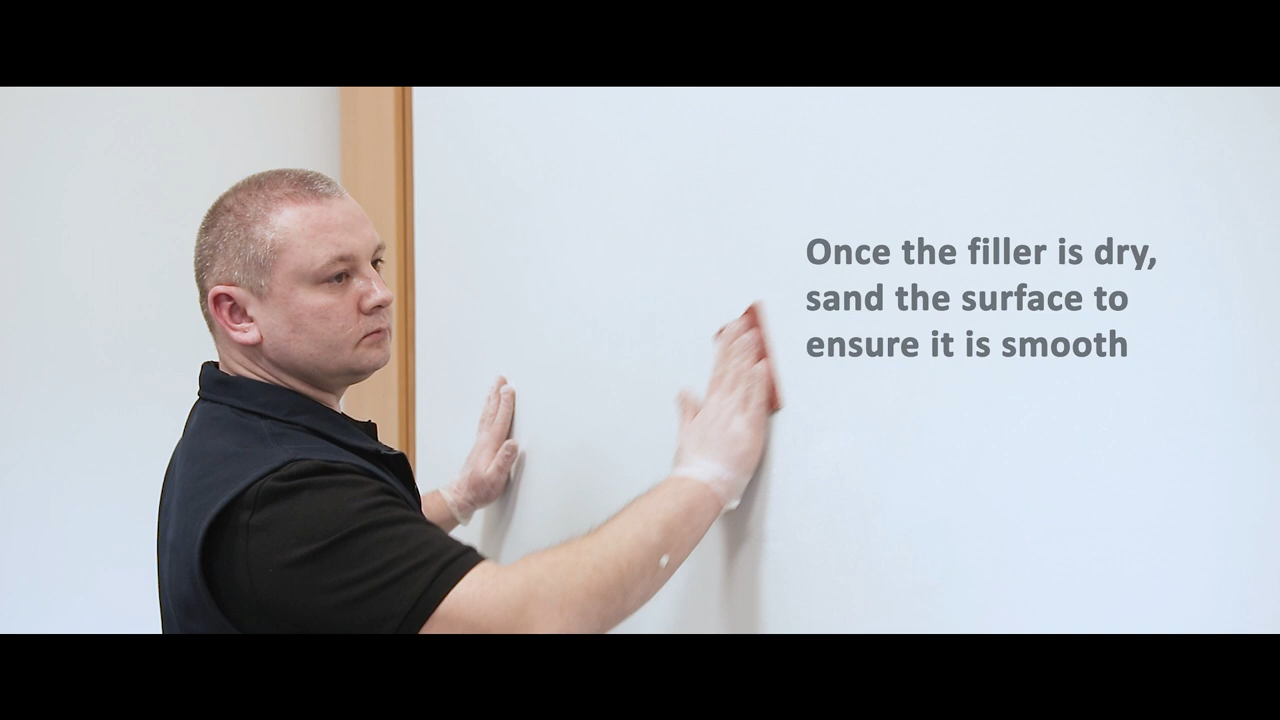 Once the filler is dry,
sand the surface to
ensure it is smooth